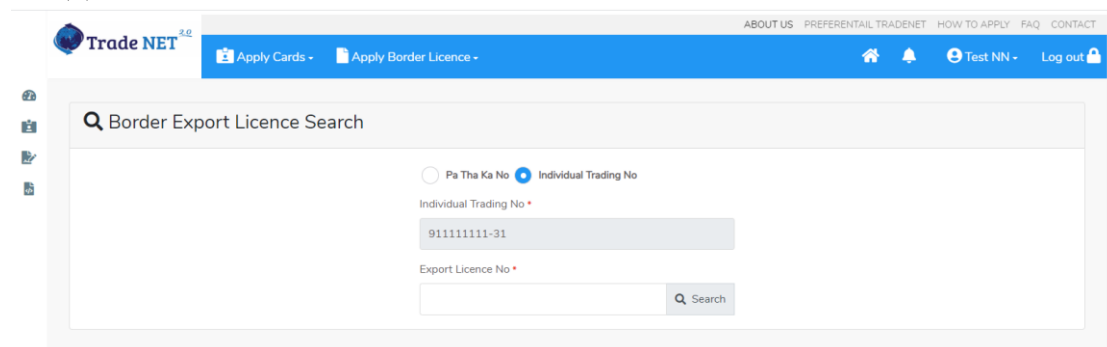 ABOUT US PREFERENTAIL TRADENET HOW TO APPLY FAQ CONTACT
Trade NET 2.0
Apply Cards Apply Border Licence Test NN Log out
Border Export Licence Search
Pa Tha Ka No Individual Trading No
Individual Trading No *
911111111-31
Export Licence No *
Search